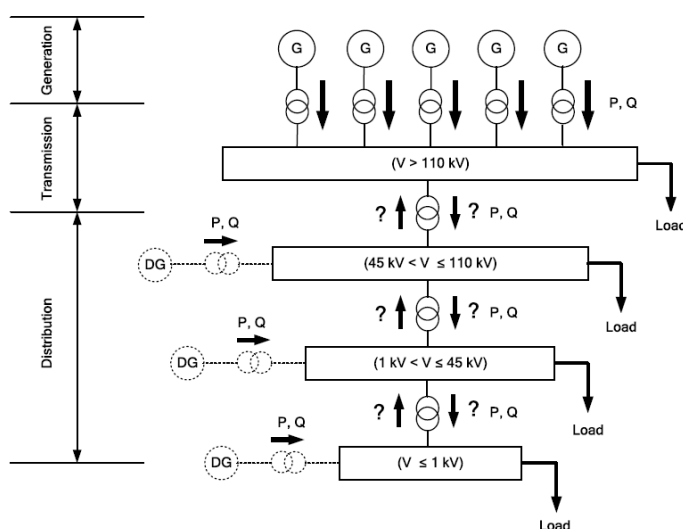 Generation
G G G G G
P, Q
Transmission
(V > 110 kV)
Load
? ? P, Q
P, Q
DG
(45 kV < V ≤ 110 kV)
Load
Distribution
? ? P, Q
P, Q
DG
(1 kV < V ≤ 45 kV)
Load
? ? P, Q
P, Q
DG
(V ≤ 1 kV)
Load